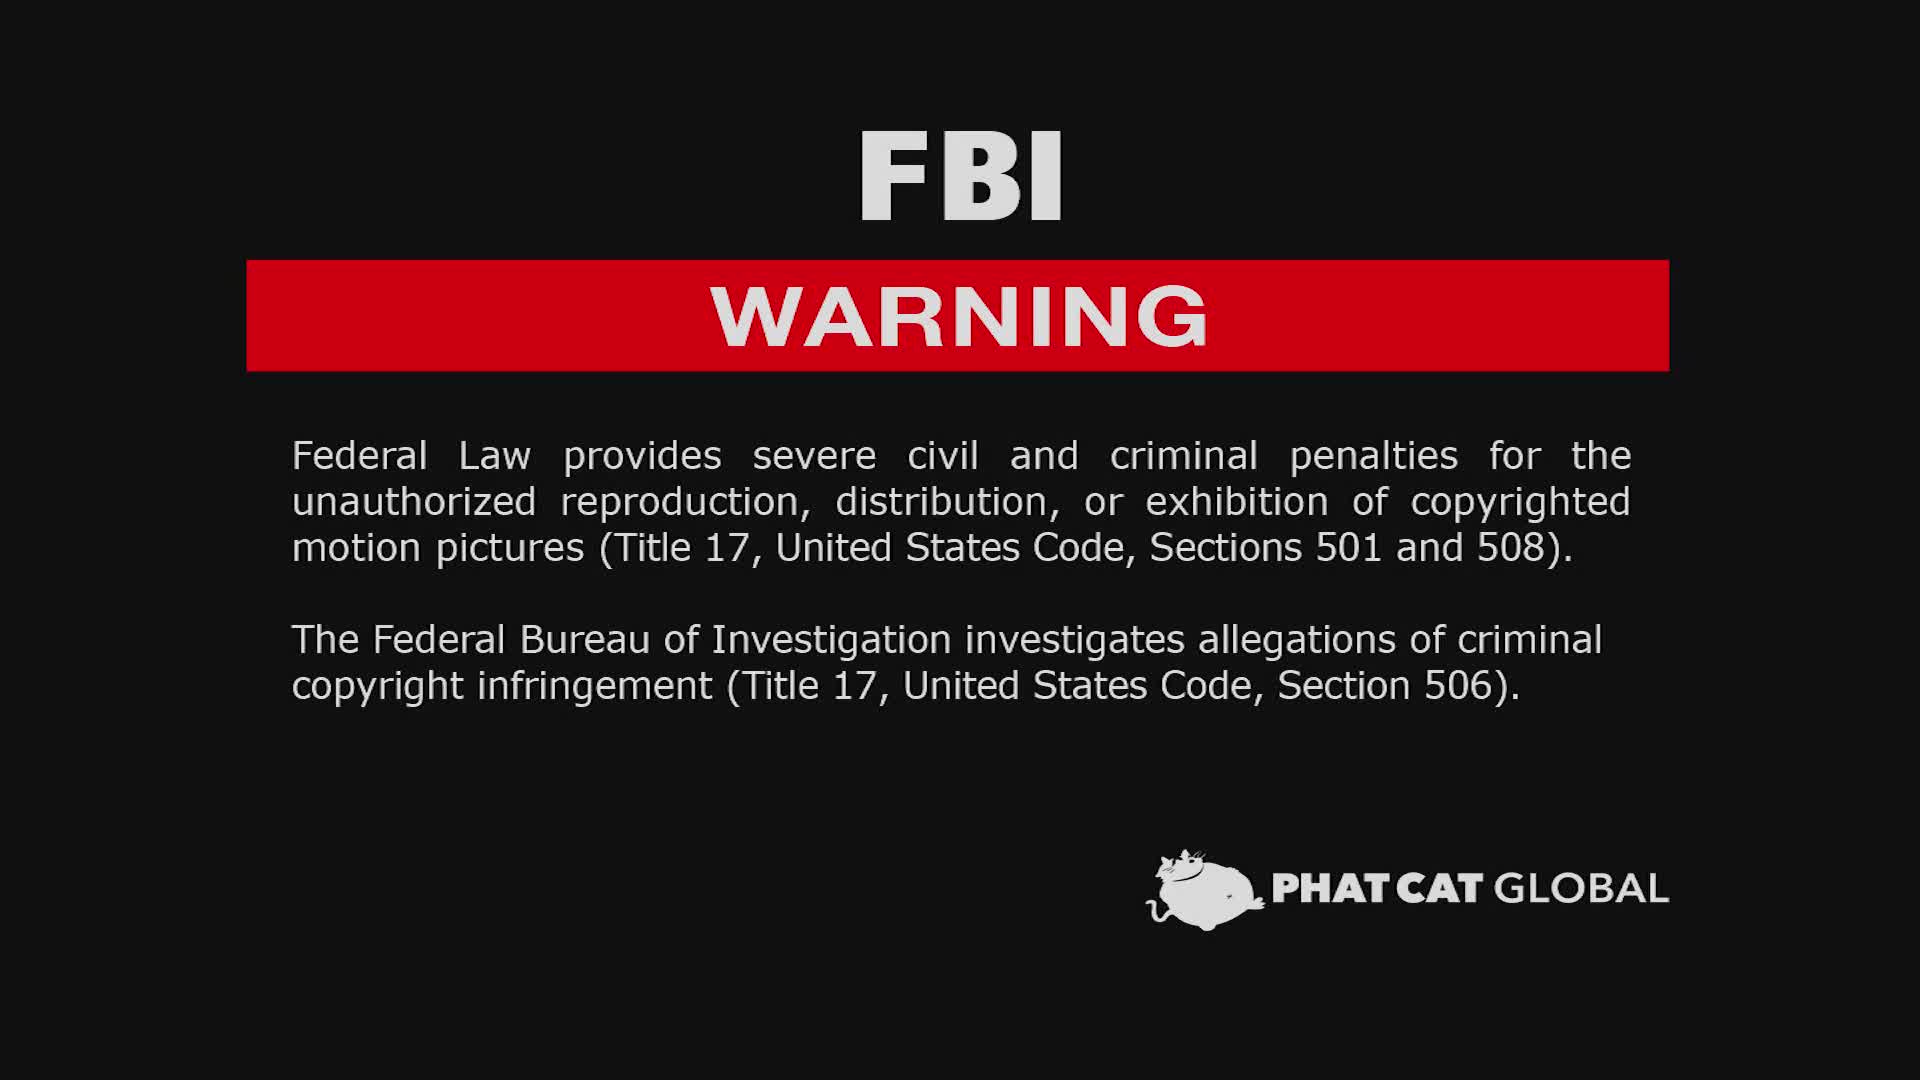 FBI
WARNING
Federal Law provides severe civil and criminal penalties for the
unauthorized reproduction, distribution, or exhibition of copyrighted
motion pictures (Title 17, United States Code, Sections 501 and 508).
The Federal Bureau of Investigation investigates allegations of criminal
copyright infringement (Title 17, United States Code, Section 506).
PHAT CAT GLOBAL